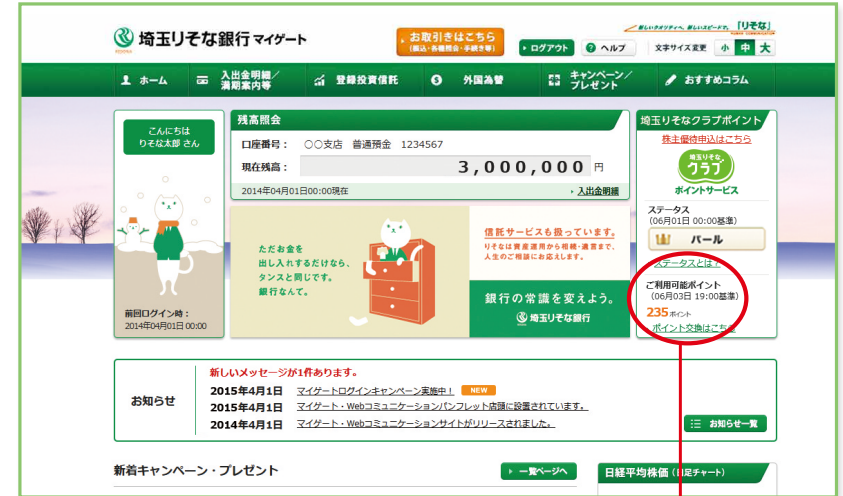 新しいクオリティへ、新しいスピードで。「りそな」
埼玉りそな銀行 マイゲート
お取引きはこちら
(振込・各種照会・手続き等)
ログアウト
ヘルプ
文字サイズ変更 小 中 大
ホーム
入出金明細/
満期案内等
登録投資信託
外国為替
キャンペーン/
プレゼント
おすすめコラム
こんにちは
りそな太郎 さん
前回ログイン時：
2014年04月01日 00:00
残高照会
口座番号： 〇〇支店 普通預金 1234567
現在残高： 3,000,000 円
2014年04月01日00:00現在
入出金明細
ただお金を
出し入れするだけなら、
タンスと同じです。
銀行なんて。
信託サービスも扱っています。
りそなは資産運用から相続・遺言まで、
人生のご相談にお応えします。
銀行の常識を変えよう。
埼玉りそな銀行
埼玉りそなクラブポイント
株主優待申込はこちら
埼玉りそな
クラブ
ポイントサービス
ステータス
(06月01日 00:00基準)
パール
ステータスとは？
ご利用可能ポイント
(06月03日 19:00基準)
235ポイント
ポイント交換はこちら
お知らせ
新しいメッセージが1件あります。
2015年4月1日 マイゲートログインキャンペーン実施中！ NEW
2015年4月1日 マイゲート・Webコミュニケーションパンフレット店頭に設置されています。
2014年4月1日 マイゲート・Webコミュニケーションサイトがリリースされました。
お知らせ一覧
新着キャンペーン・プレゼント
一覧ページへ
日経平均株価（日足チャート）